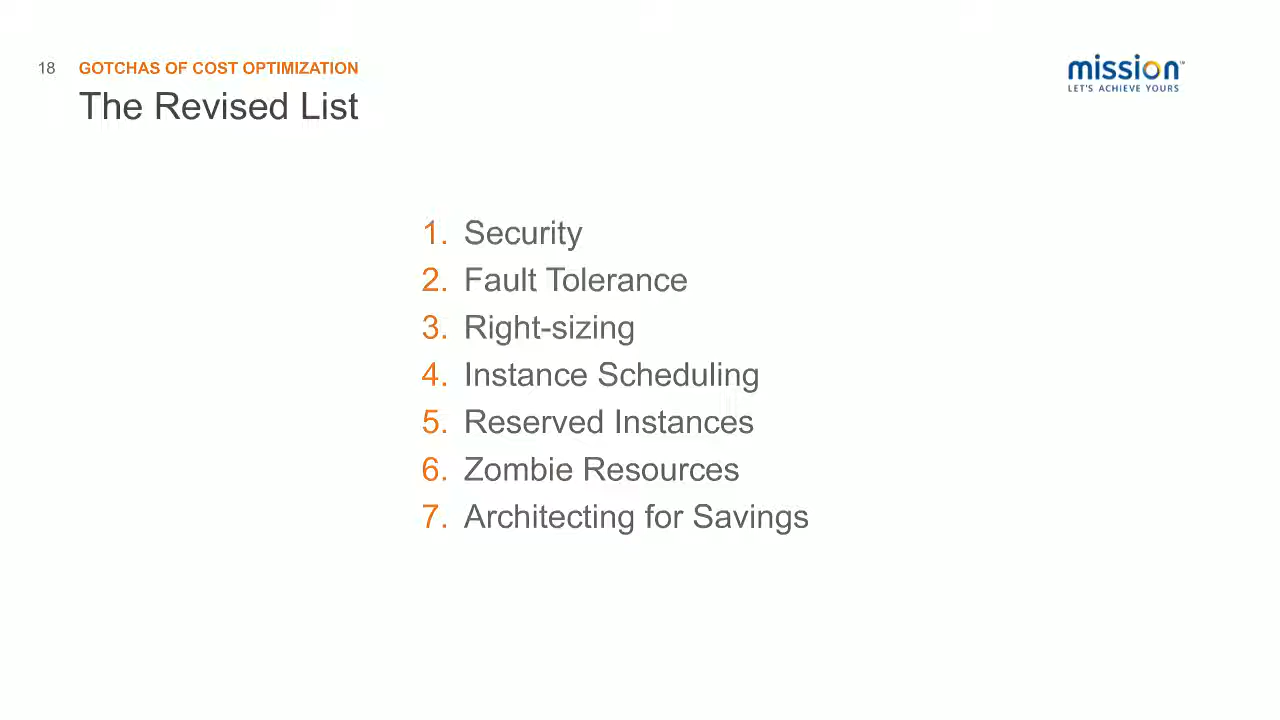 18 GOTCHAS OF COST OPTIMIZATION
The Revised List
mission™
LET'S ACHIEVE YOURS
1. Security
2. Fault Tolerance
3. Right-sizing
4. Instance Scheduling
5. Reserved Instances
6. Zombie Resources
7. Architecting for Savings